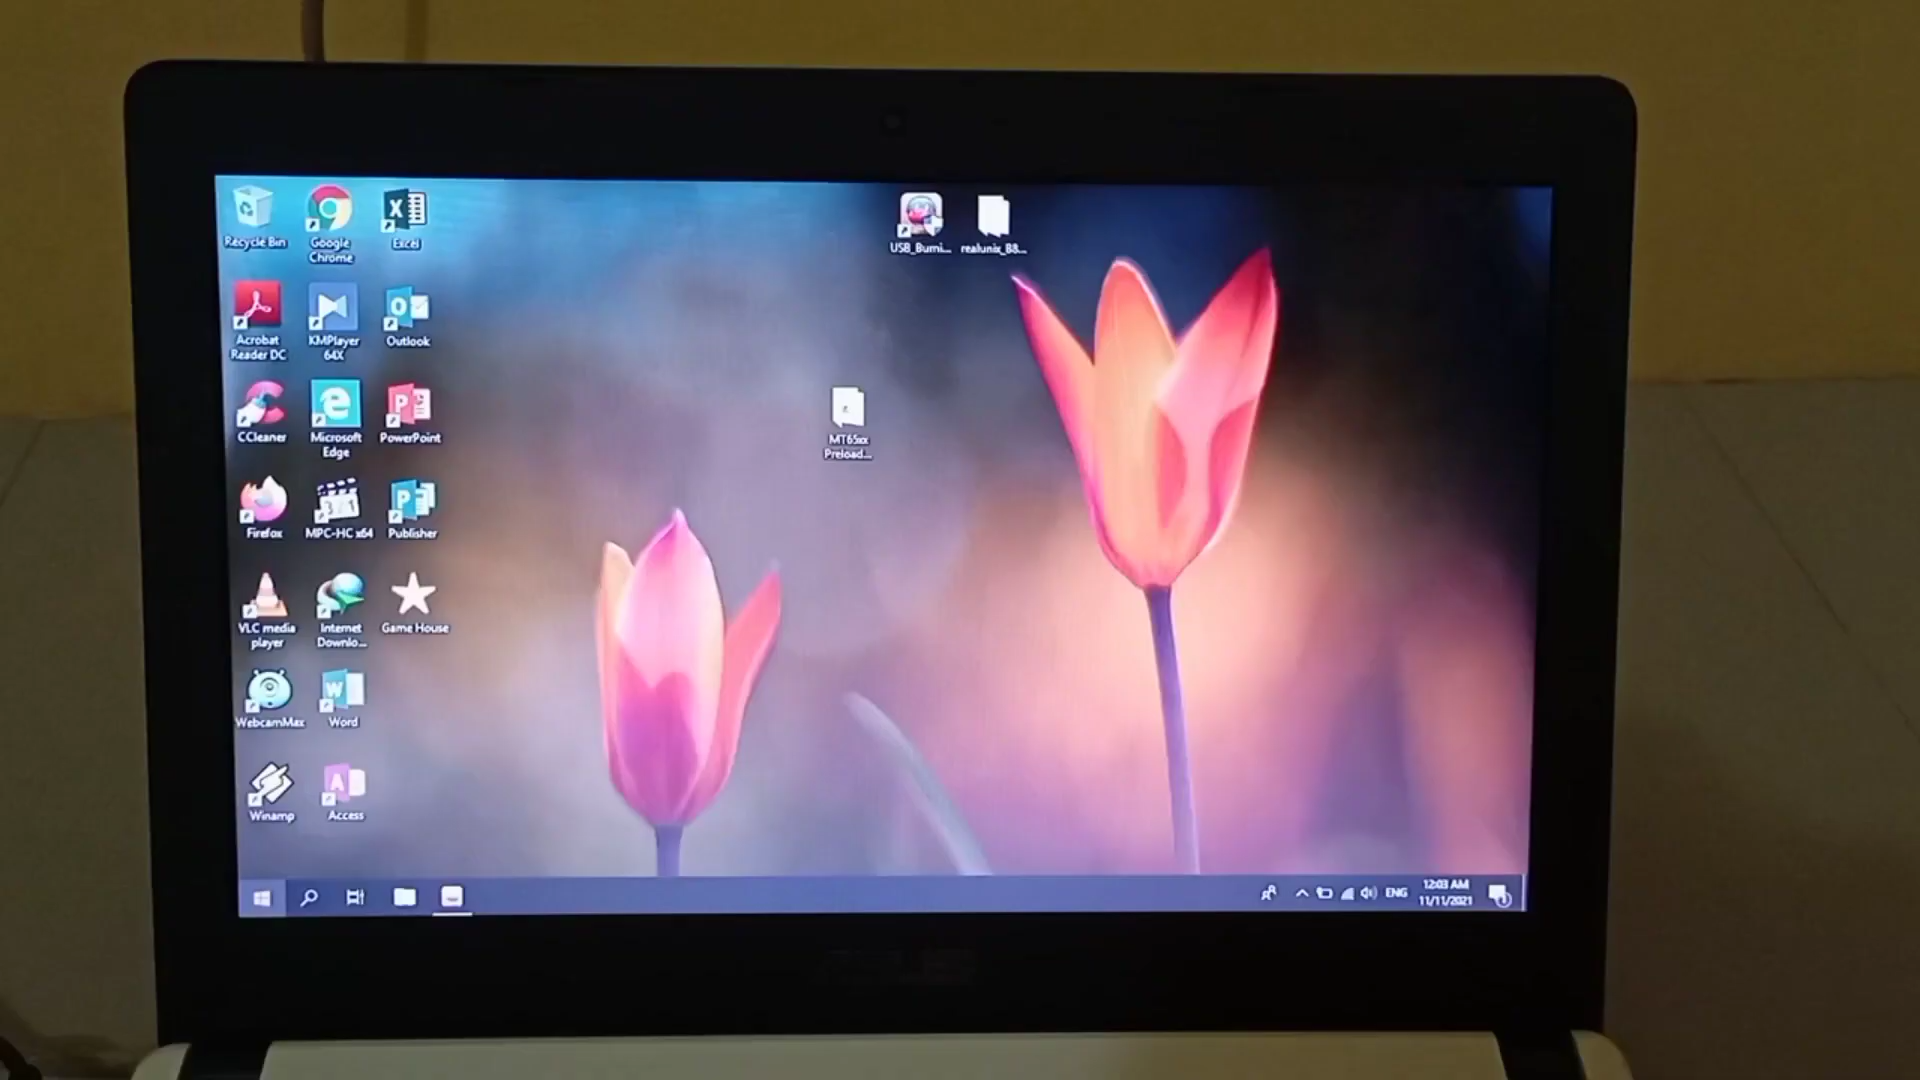 Recycle Bin
Google
Chrome
Excel
USB_Burni...
realunix_B8...
Acrobat
Reader DC
KMPlayer
64X
Outlook
MT65xx
Preload...
CCleaner
Microsoft
Edge
PowerPoint
Firefox
MPC-HC x64
Publisher
VLC media
player
Internet
Downlo...
Game House
WebcamMax
Word
Winamp
Access
ENG
12:03 AM
11/11/2021